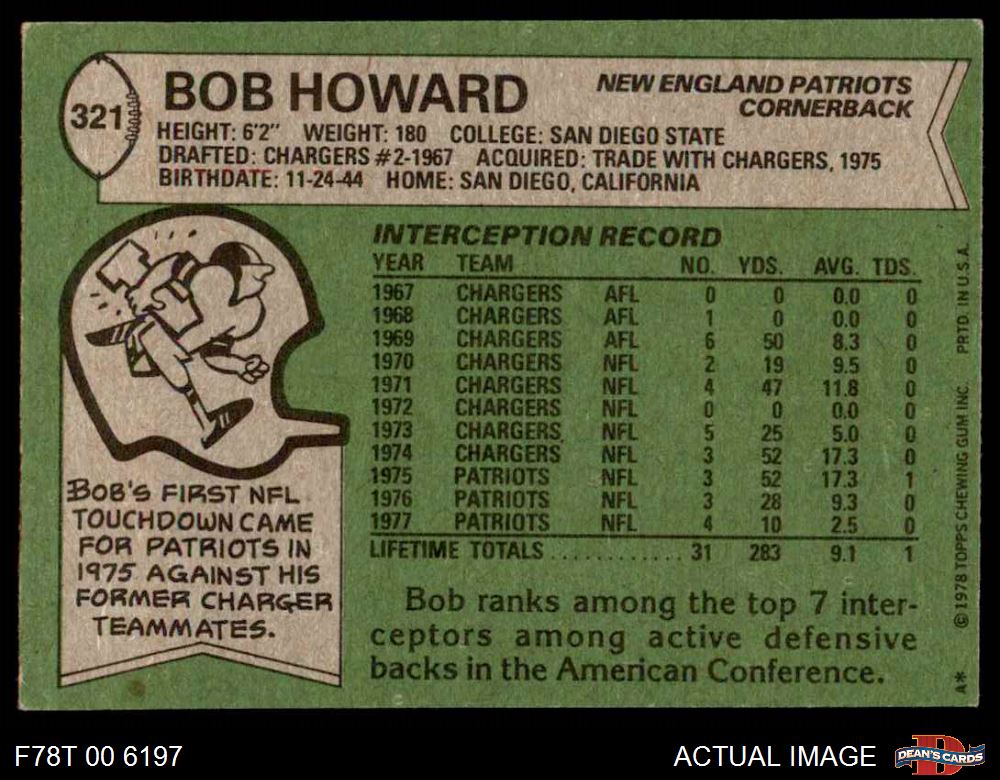 321
BOB HOWARD
NEW ENGLAND PATRIOTS
CORNERBACK
HEIGHT: 6'2" WEIGHT: 180 COLLEGE: SAN DIEGO STATE
DRAFTED: CHARGERS #2-1967 ACQUIRED: TRADE WITH CHARGERS, 1975
BIRTHDATE: 11-24-44 HOME: SAN DIEGO, CALIFORNIA
INTERCEPTION RECORD
YEAR TEAM NO. YDS. AVG. TDS.
1967 CHARGERS AFL 0 0 0.0 0
1968 CHARGERS AFL 1 0 0.0 0
1969 CHARGERS AFL 6 50 8.3 0
1970 CHARGERS NFL 2 19 9.5 0
1971 CHARGERS NFL 4 47 11.8 0
1972 CHARGERS NFL 0 0 0.0 0
1973 CHARGERS NFL 5 25 5.0 0
1974 CHARGERS NFL 3 52 17.3 0
1975 PATRIOTS NFL 3 52 17.3 1
1976 PATRIOTS NFL 3 28 9.3 0
1977 PATRIOTS NFL 4 10 2.5 0
LIFETIME TOTALS ............ 31 283 9.1 1
BOB'S FIRST NFL
TOUCHDOWN CAME
FOR PATRIOTS IN
1975 AGAINST HIS
FORMER CHARGER
TEAMMATES.
Bob ranks among the top 7 inter-
ceptors among active defensive
backs in the American Conference.
A* © 1978 TOPPS CHEWING GUM INC. PRTD. IN U.S.A.
F78T 00 6197
ACTUAL IMAGE
D
DEAN'S CARDS